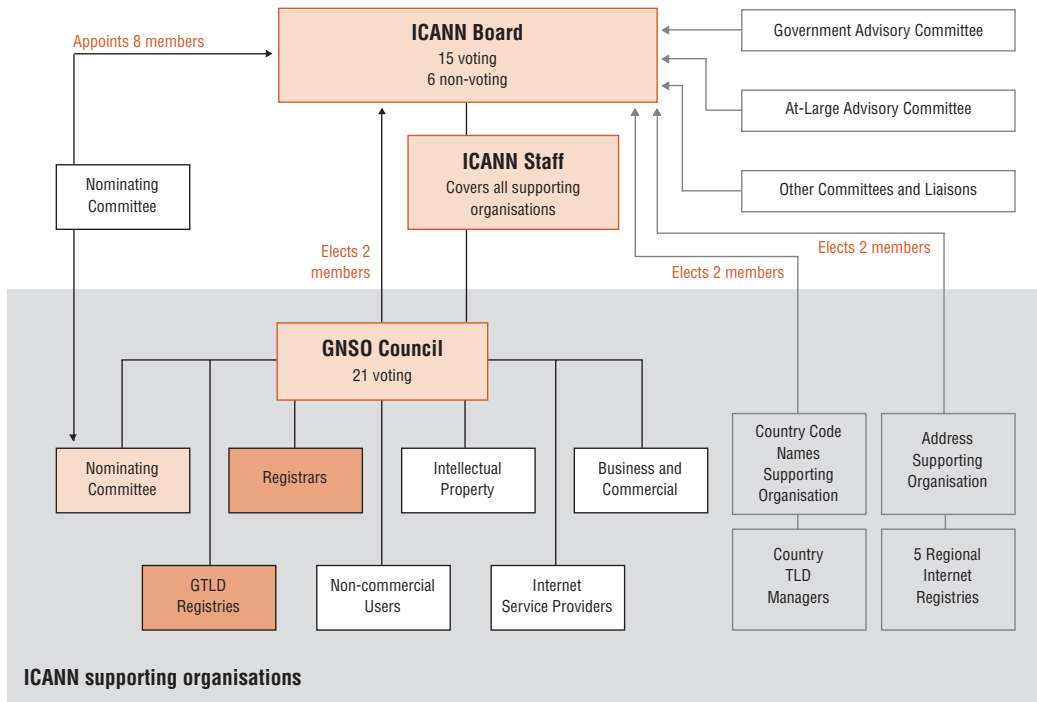 Appoints 8 members
ICANN Board
15 voting
6 non-voting
Government Advisory Committee
At-Large Advisory Committee
Other Committees and Liaisons
Nominating
Committee
ICANN Staff
Covers all supporting
organisations
Elects 2
members
Elects 2 members
Elects 2 members
GNSO Council
21 voting
Nominating
Committee
Registrars
Intellectual
Property
Business and
Commercial
Country Code
Names
Supporting
Organisation
Address
Supporting
Organisation
GTLD
Registries
Non-commercial
Users
Internet
Service Providers
Country
TLD
Managers
5 Regional
Internet
Registries
ICANN supporting organisations